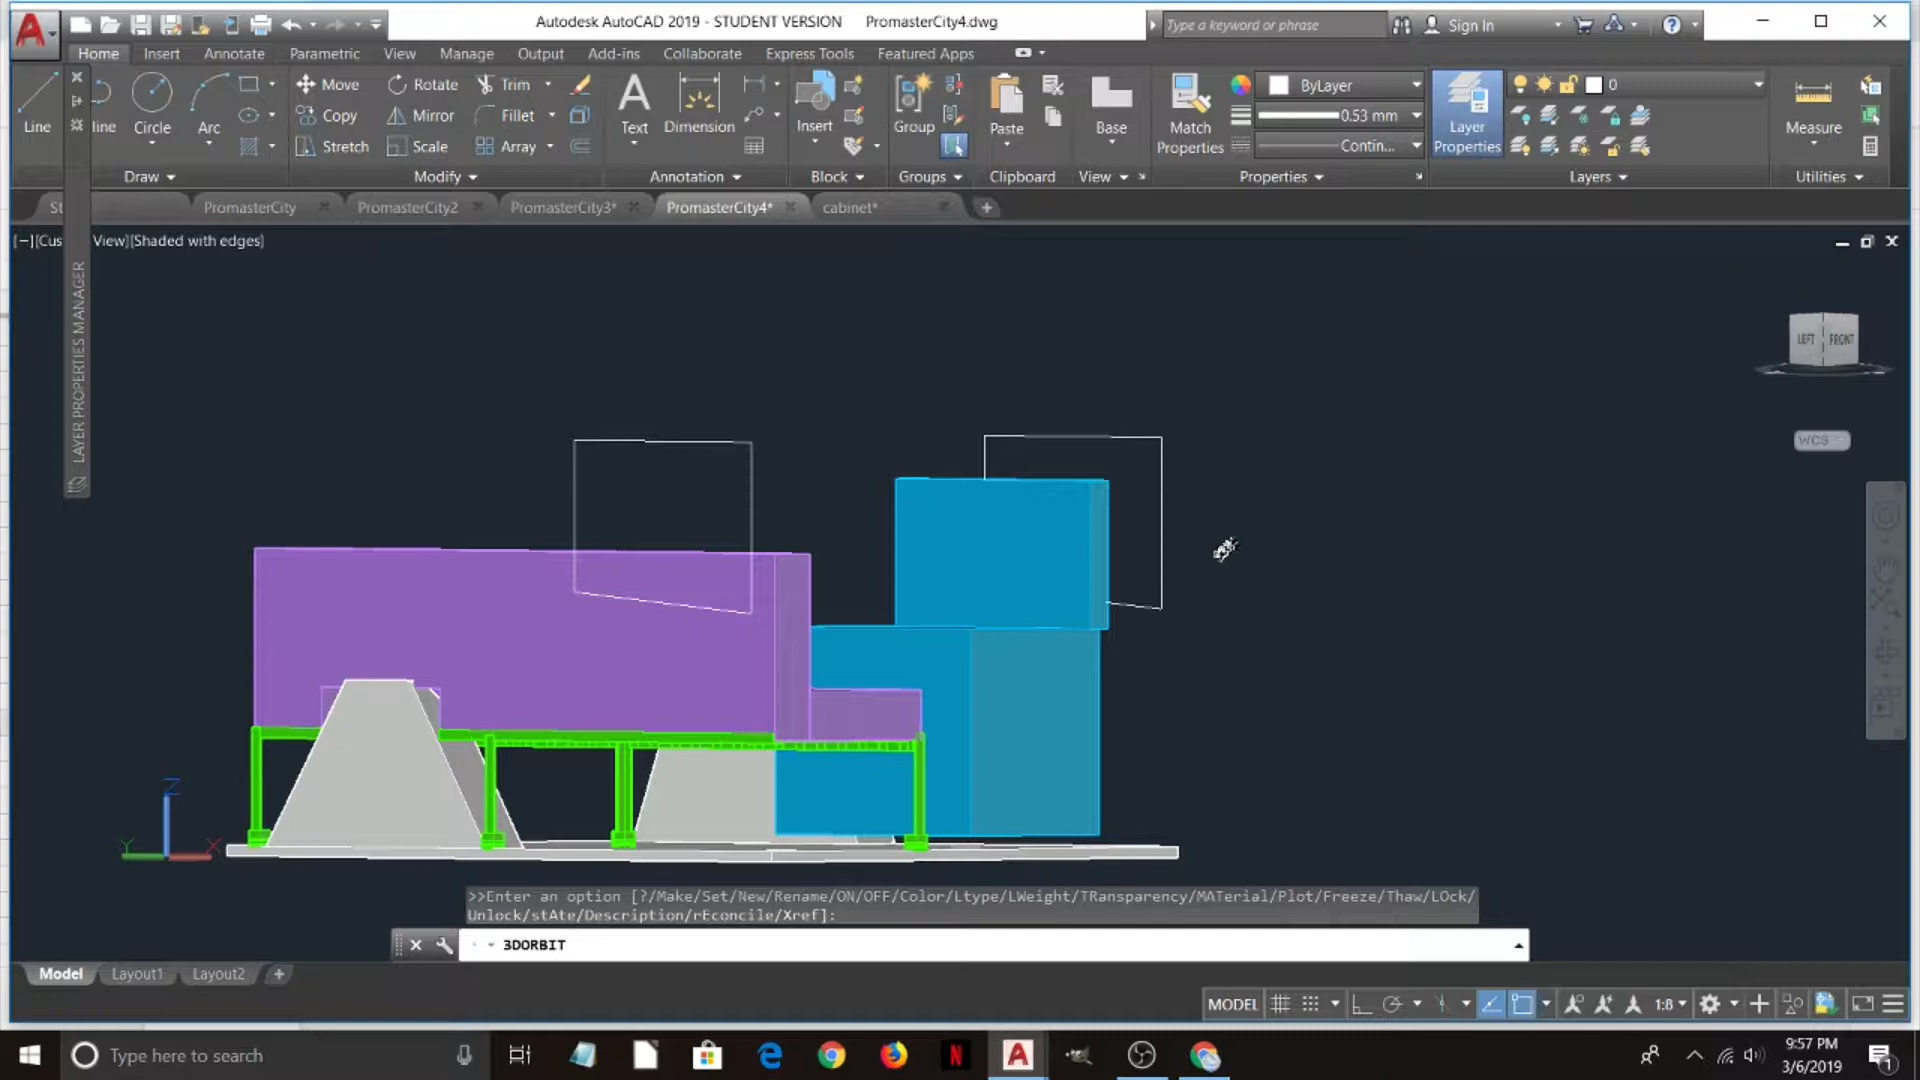 Autodesk AutoCAD 2019 - STUDENT VERSION PromasterCity4.dwg
Type a keyword or phrase
Sign In
Home Insert Annotate Parametric View Manage Output Add-ins Collaborate Express Tools Featured Apps
Line
line
Circle
Arc
Move
Rotate
Trim
Copy
Mirror
Fillet
Stretch
Scale
Array
Text
Dimension
Insert
Group
Paste
Base
Match
Properties
ByLayer
0.53 mm
Contin...
Layer
Properties
0
Measure
Draw
Modify
Annotation
Block
Groups
Clipboard
View
Properties
Layers
Utilities
St
PromasterCity
PromasterCity2
PromasterCity3*
PromasterCity4*
cabinet*
[−][Cus
View][Shaded with edges]
LAYER PROPERTIES MANAGER
LEFT
FRONT
WCS
Z
Y
X
>>Enter an option [?/Make/Set/New/Rename/ON/OFF/Color/Ltype/LWeight/TRansparency/MATerial/Plot/Freeze/Thaw/LOck/
Unlock/stAte/Description/rEconcile/Xref]:
3DORBIT
Model
Layout1
Layout2
MODEL
1:8
Type here to search
9:57 PM
3/6/2019
1